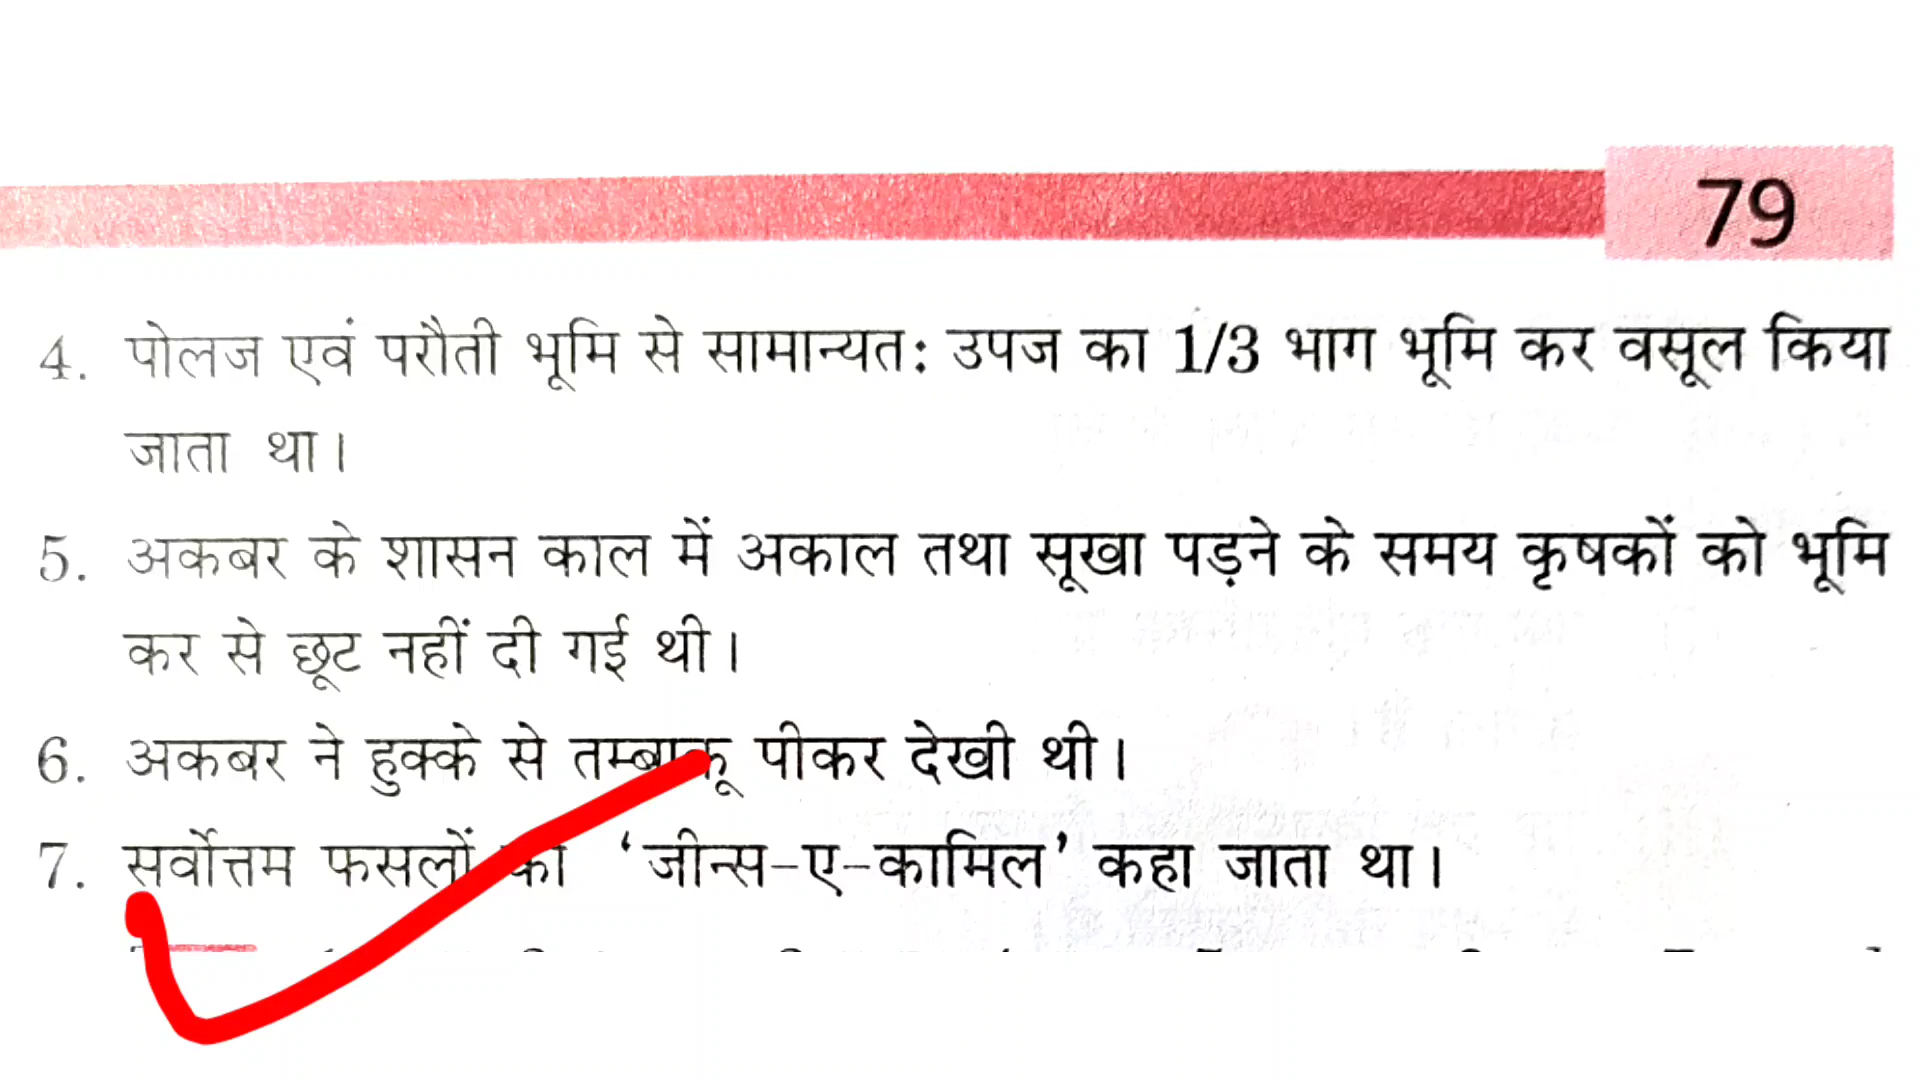 79
4. पोलज एवं परौती भूमि से सामान्यत: उपज का 1/3 भाग भूमि कर वसूल किया
जाता था।
5. अकबर के शासन काल में अकाल तथा सूखा पड़ने के समय कृषकों को भूमि
कर से छूट नहीं दी गई थी।
6. अकबर ने हुक्के से तम्बाकू पीकर देखी थी।
7. सर्वोत्तम फसलों को ‘जीन्स-ए-कामिल’ कहा जाता था।